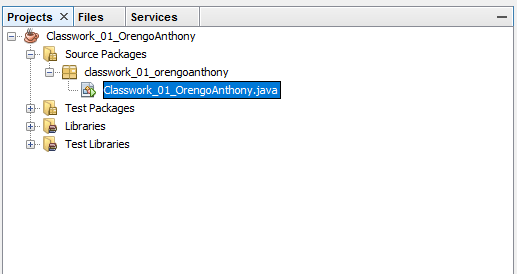 Projects Files Services
Classwork_01_OrengoAnthony
Source Packages
classwork_01_orengoanthony
Classwork_01_OrengoAnthony.java
Test Packages
Libraries
Test Libraries